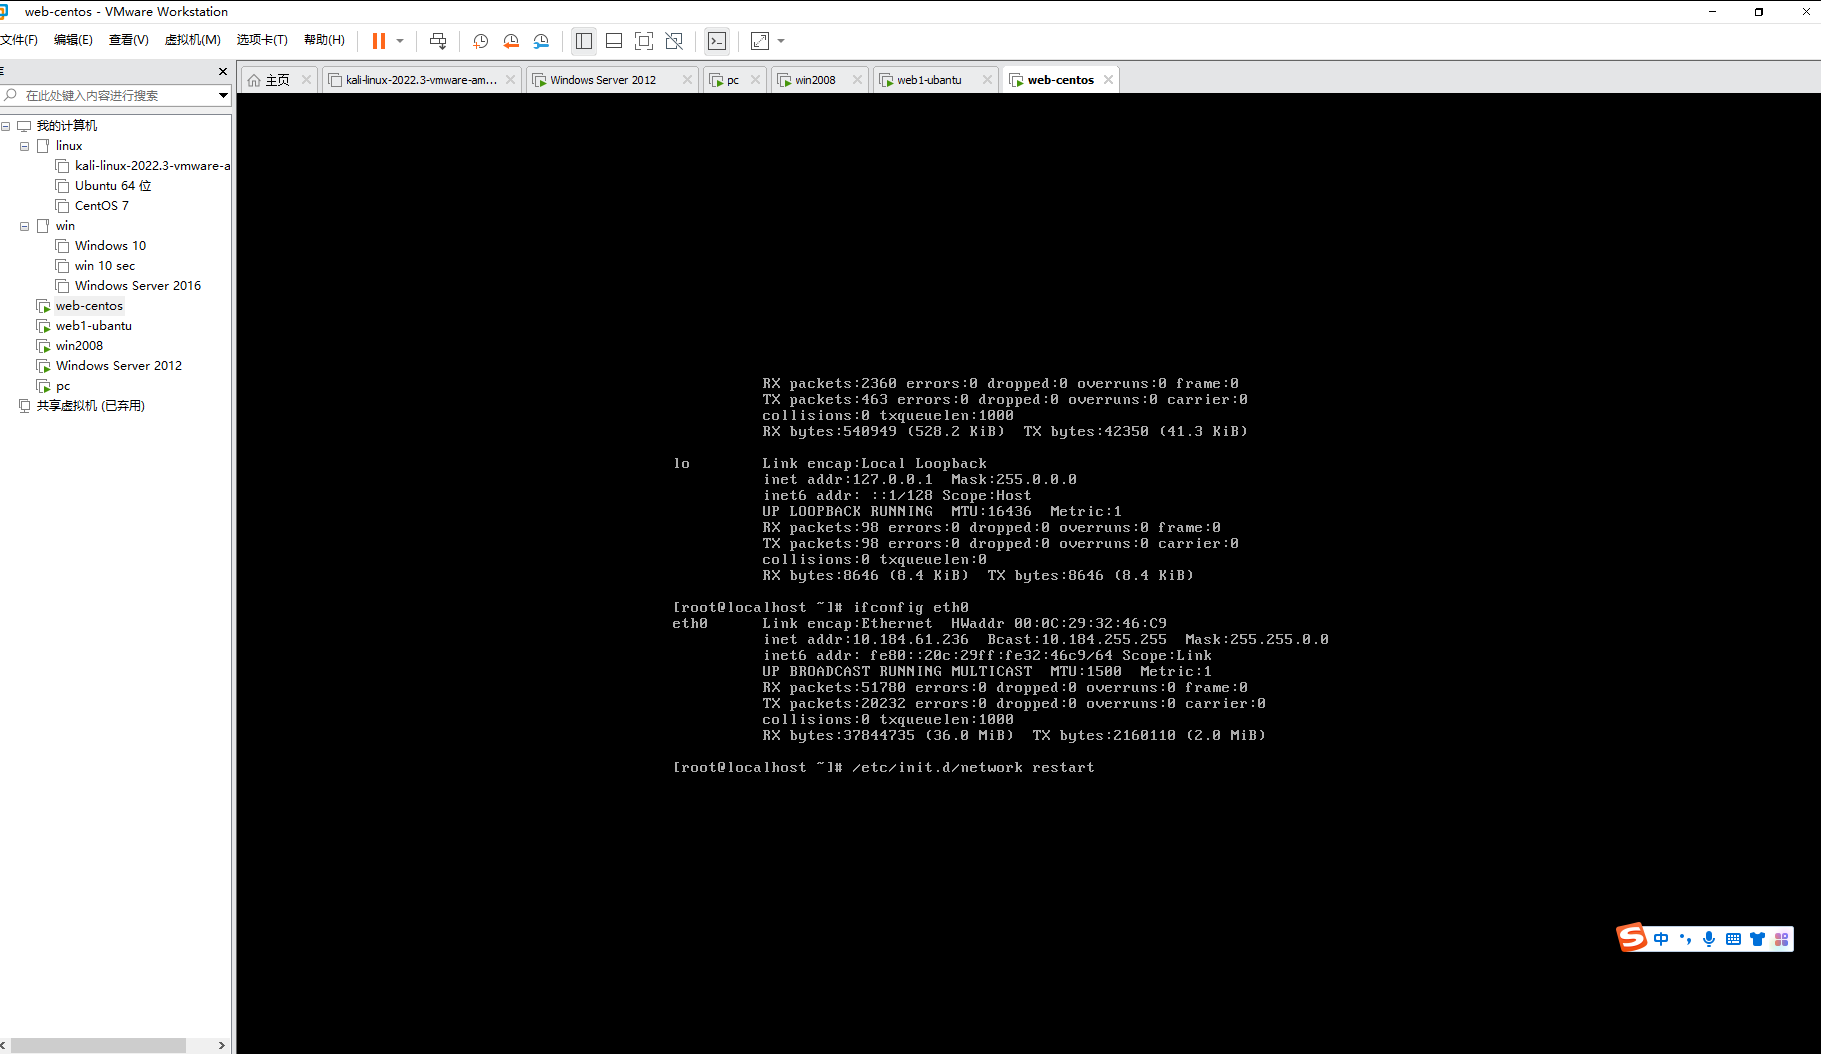 web-centos - VMware Workstation
文件(F) 编辑(E) 查看(V) 虚拟机(M) 选项卡(T) 帮助(H)
在此处键入内容进行搜索
我的计算机
linux
kali-linux-2022.3-vmware-a
Ubuntu 64 位
CentOS 7
win
Windows 10
win 10 sec
Windows Server 2016
web-centos
web1-ubantu
win2008
Windows Server 2012
pc
共享虚拟机 (已弃用)
主页 kali-linux-2022.3-vmware-am... Windows Server 2012 pc win2008 web1-ubantu web-centos
RX packets:2360 errors:0 dropped:0 overruns:0 frame:0
TX packets:463 errors:0 dropped:0 overruns:0 carrier:0
collisions:0 txqueuelen:1000
RX bytes:540949 (528.2 KiB)  TX bytes:42350 (41.3 KiB)
lo Link encap:Local Loopback
inet addr:127.0.0.1  Mask:255.0.0.0
inet6 addr: ::1/128 Scope:Host
UP LOOPBACK RUNNING  MTU:16436  Metric:1
RX packets:98 errors:0 dropped:0 overruns:0 frame:0
TX packets:98 errors:0 dropped:0 overruns:0 carrier:0
collisions:0 txqueuelen:0
RX bytes:8646 (8.4 KiB)  TX bytes:8646 (8.4 KiB)
[root@localhost ~]# ifconfig eth0
eth0 Link encap:Ethernet  HWaddr 00:0C:29:32:46:C9
inet addr:10.184.61.236  Bcast:10.184.255.255  Mask:255.255.0.0
inet6 addr: fe80::20c:29ff:fe32:46c9/64 Scope:Link
UP BROADCAST RUNNING MULTICAST  MTU:1500  Metric:1
RX packets:51780 errors:0 dropped:0 overruns:0 frame:0
TX packets:20232 errors:0 dropped:0 overruns:0 carrier:0
collisions:0 txqueuelen:1000
RX bytes:37844735 (36.0 MiB)  TX bytes:2160110 (2.0 MiB)
[root@localhost ~]# /etc/init.d/network restart
中